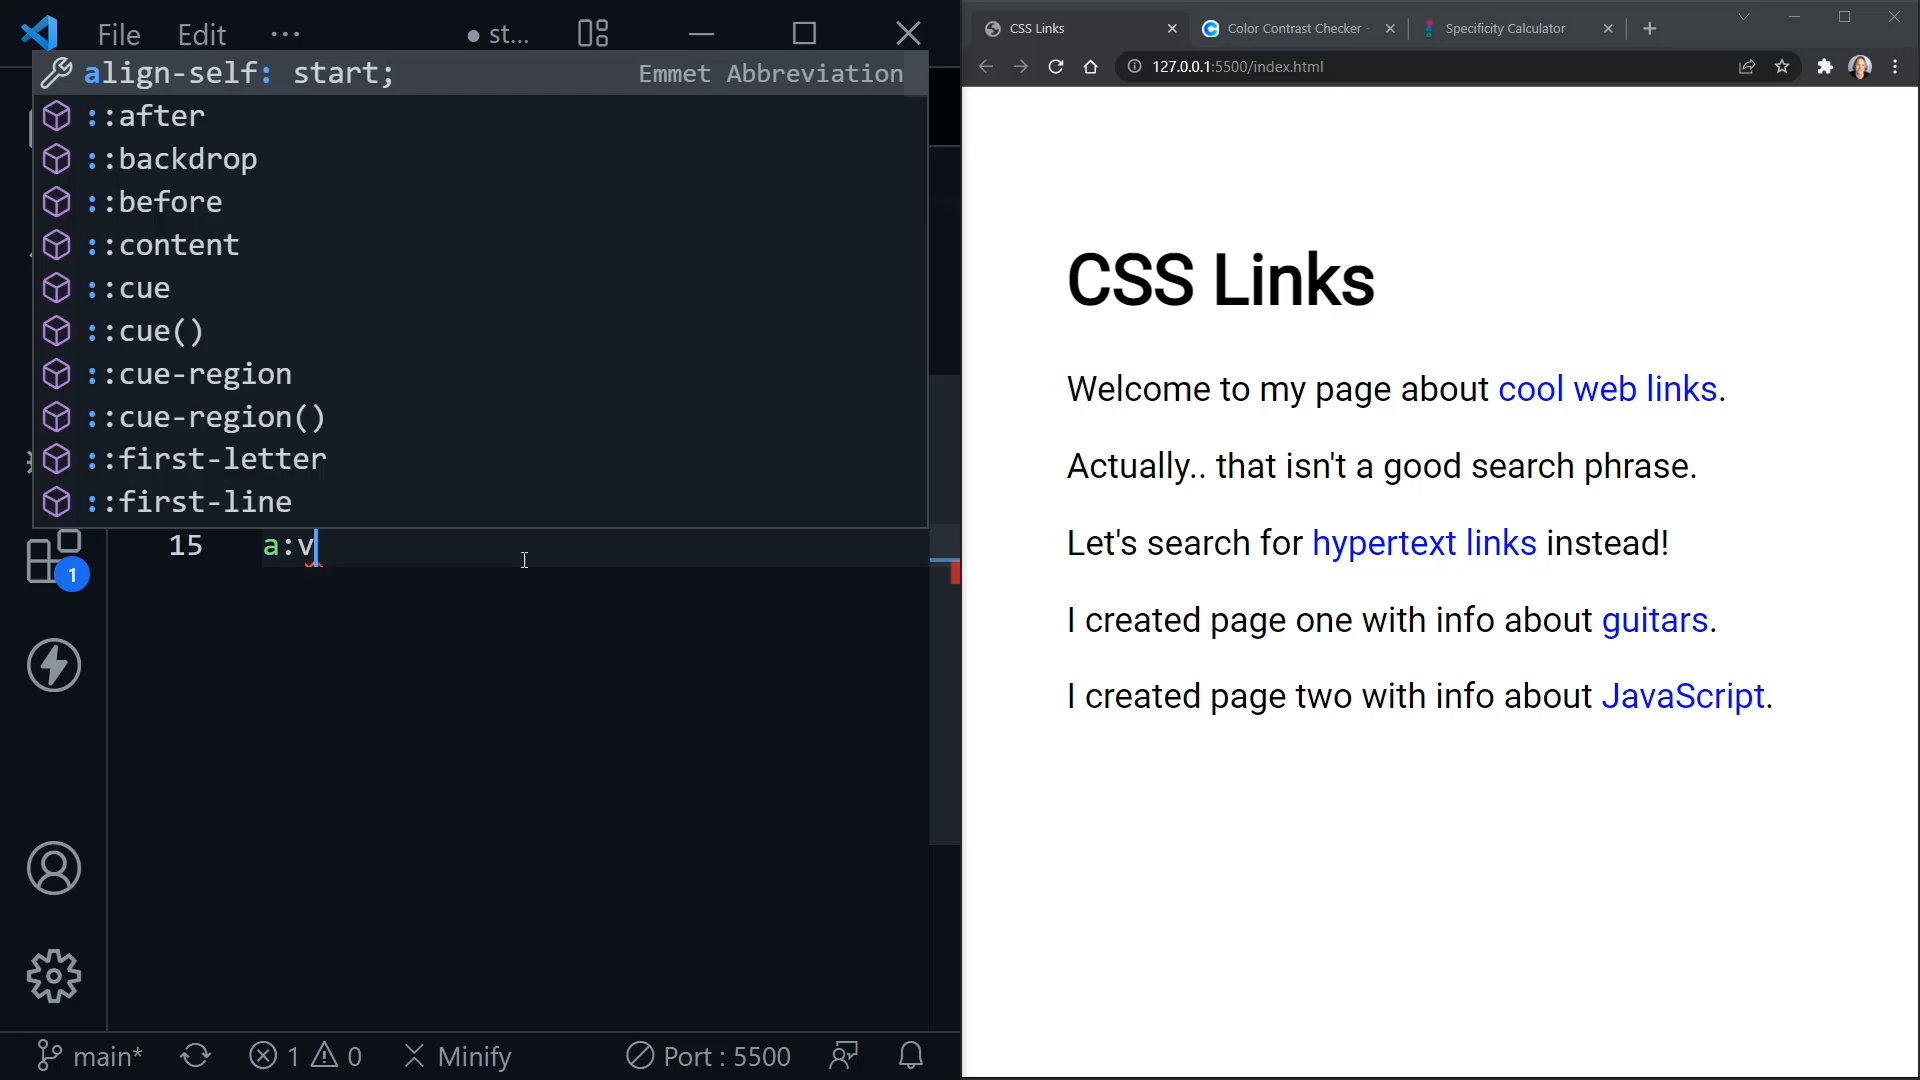 File Edit ... ● st...
align-self: start; Emmet Abbreviation
::after
::backdrop
::before
::content
::cue
::cue()
::cue-region
::cue-region()
::first-letter
::first-line
15 a:v
1
main* 1 0 Minify Port : 5500
CSS Links Color Contrast Checker - Specificity Calculator
127.0.0.1:5500/index.html
CSS Links
Welcome to my page about cool web links.
Actually.. that isn't a good search phrase.
Let's search for hypertext links instead!
I created page one with info about guitars.
I created page two with info about JavaScript.